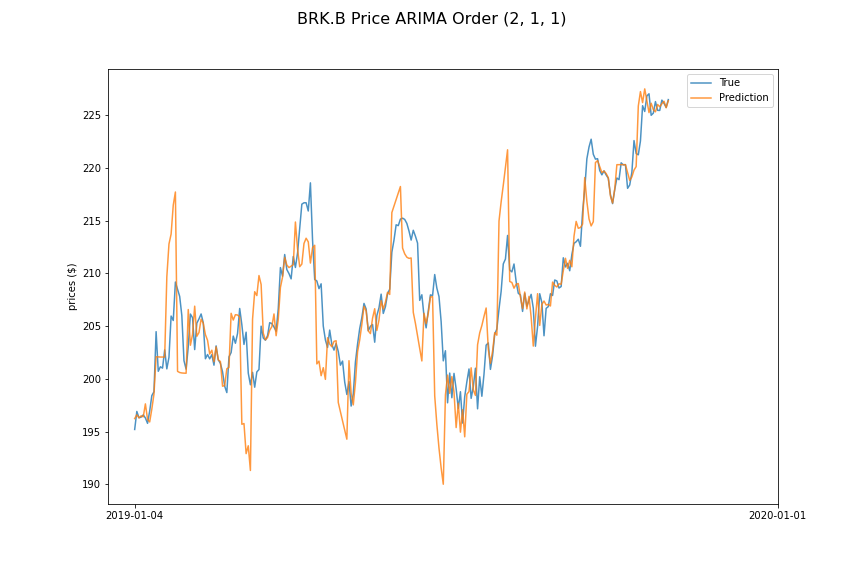 BRK.B Price ARIMA Order (2, 1, 1)
True
Prediction
prices ($)
225
220
215
210
205
200
195
190
2019-01-04
2020-01-01